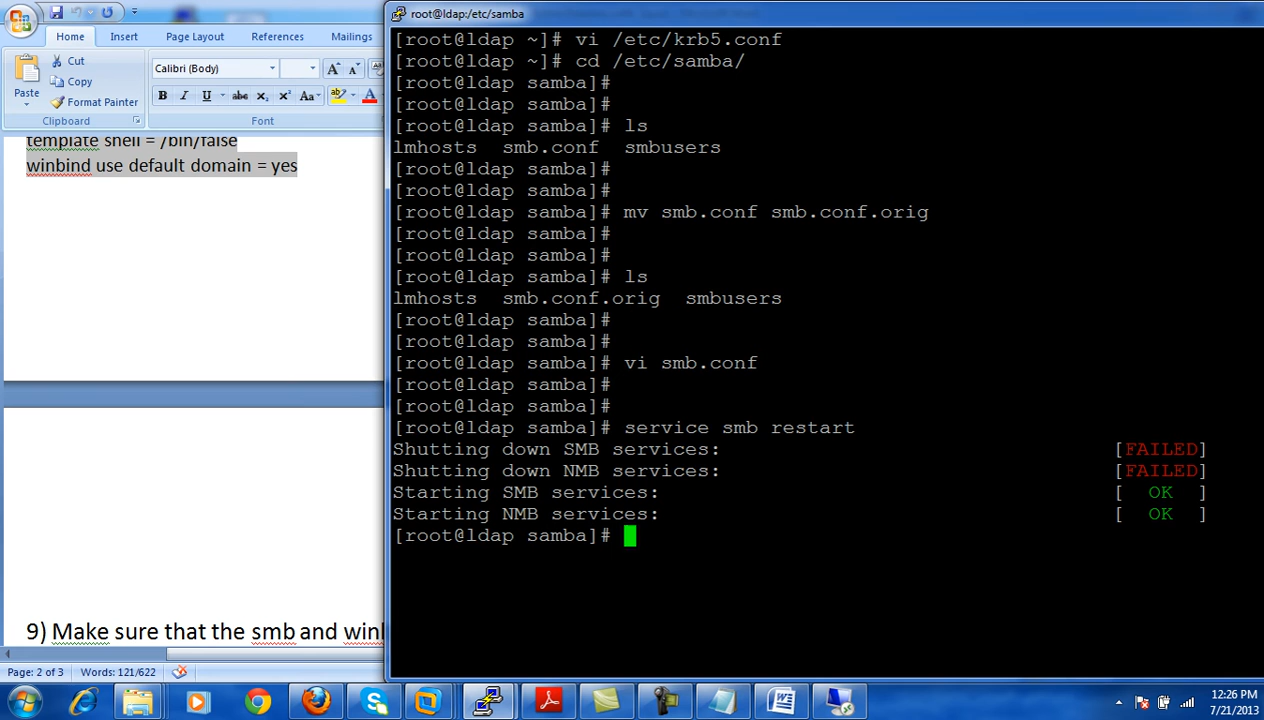 root@ldap:/etc/samba
Home Insert Page Layout References Mailings
Paste
Cut
Copy
Format Painter
Clipboard
Calibri (Body)
B I U abc x₂ x² Aa
Font
template shell = /bin/false
winbind use default domain = yes
9) Make sure that the smb and winl
Page: 2 of 3 Words: 121/622
[root@ldap ~]# vi /etc/krb5.conf
[root@ldap ~]# cd /etc/samba/
[root@ldap samba]#
[root@ldap samba]#
[root@ldap samba]# ls
lmhosts smb.conf smbusers
[root@ldap samba]#
[root@ldap samba]#
[root@ldap samba]# mv smb.conf smb.conf.orig
[root@ldap samba]#
[root@ldap samba]#
[root@ldap samba]# ls
lmhosts smb.conf.orig smbusers
[root@ldap samba]#
[root@ldap samba]#
[root@ldap samba]# vi smb.conf
[root@ldap samba]#
[root@ldap samba]#
[root@ldap samba]# service smb restart
Shutting down SMB services: [FAILED]
Shutting down NMB services: [FAILED]
Starting SMB services: [ OK ]
Starting NMB services: [ OK ]
[root@ldap samba]#
12:26 PM
7/21/2013